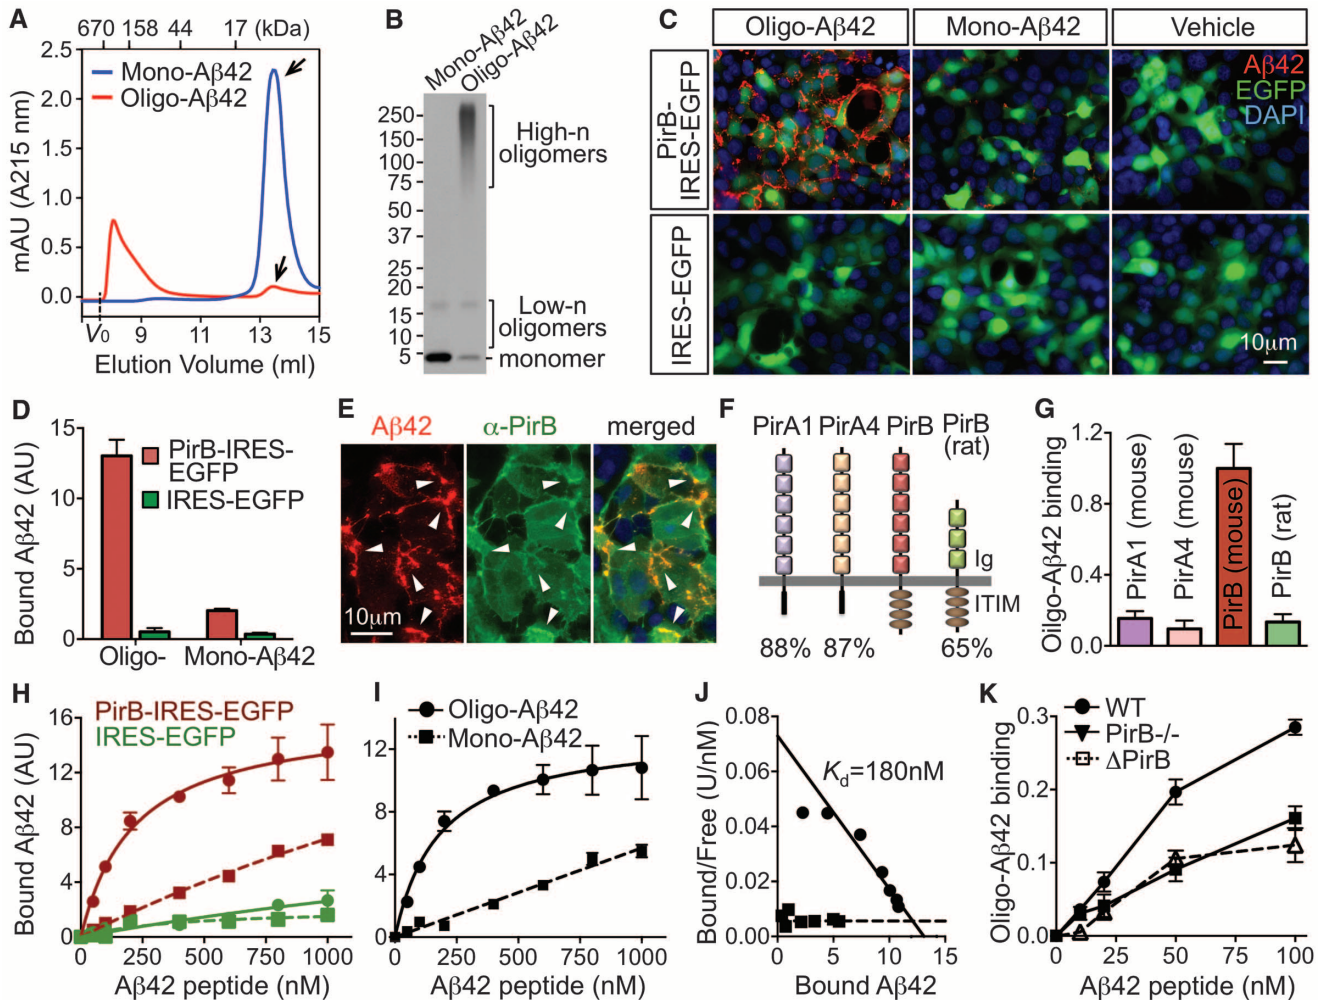 A
670 158 44 17 (kDa)
2.5
2.0
1.5
1.0
0.5
0.0
mAU (A215 nm)
Mono-Aβ42
Oligo-Aβ42
V0 9 11 13 15
Elution Volume (ml)
B
Mono-Aβ42
Oligo-Aβ42
250
150
100
75
50
37
25
20
15
10
5
High-n
oligomers
Low-n
oligomers
monomer
C
Oligo-Aβ42
Mono-Aβ42
Vehicle
PirB-
IRES-EGFP
IRES-EGFP
Aβ42
EGFP
DAPI
10μm
D
15
10
5
0
Bound Aβ42 (AU)
PirB-IRES-
EGFP
IRES-EGFP
Oligo- Mono-Aβ42
E
Aβ42
α-PirB
merged
10μm
F
PirA1 PirA4 PirB PirB
(rat)
Ig
ITIM
88% 87% 65%
G
1.2
0.8
0.4
0.0
Oilgo-Aβ42 binding
PirA1 (mouse)
PirA4 (mouse)
PirB (mouse)
PirB (rat)
H
16
12
8
4
0
Bound Aβ42 (AU)
PirB-IRES-EGFP
IRES-EGFP
0 250 500 750 1000
Aβ42 peptide (nM)
I
12
8
4
0
Oligo-Aβ42
Mono-Aβ42
0 250 500 750 1000
Aβ42 peptide (nM)
J
0.08
0.06
0.04
0.02
0.00
Bound/Free (U/nM)
Kd=180nM
0 5 10 15
Bound Aβ42
K
0.3
0.2
0.1
0.0
Oligo-Aβ42 binding
WT
PirB-/-
ΔPirB
0 25 50 75 100
Aβ42 peptide (nM)